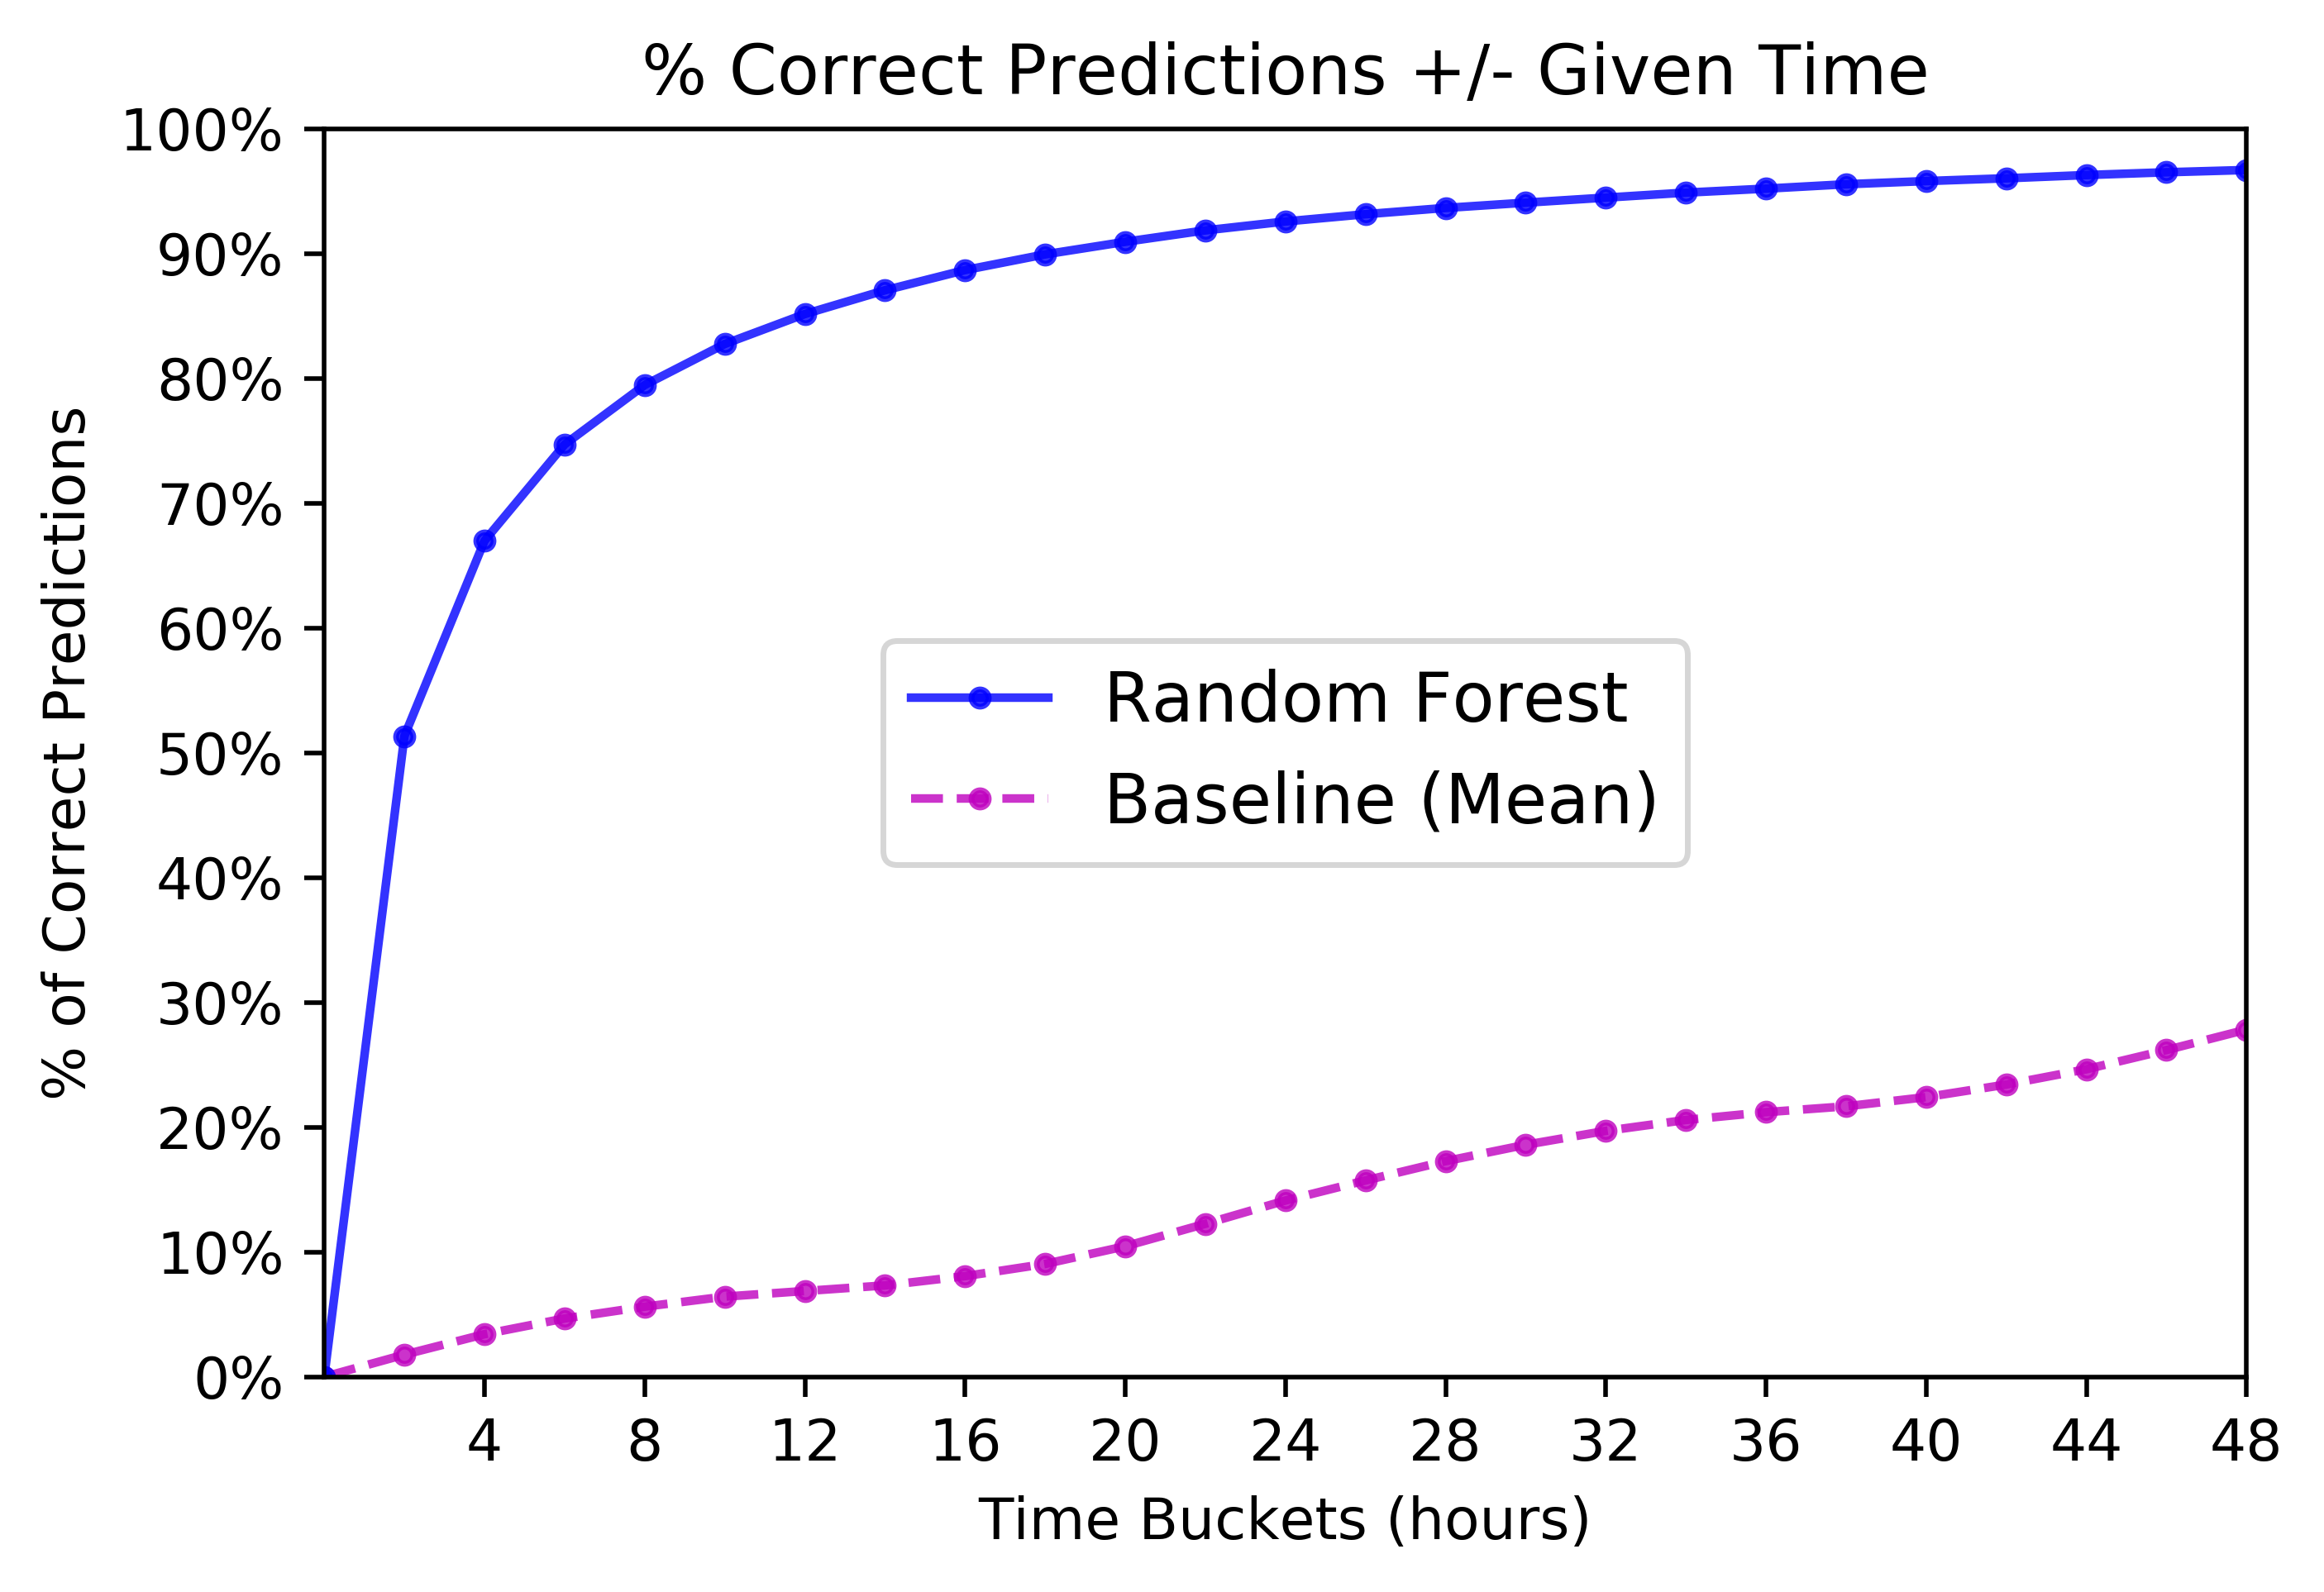 % Correct Predictions +/- Given Time
100%
90%
80%
70%
60%
50%
40%
30%
20%
10%
0%
% of Correct Predictions
Random Forest
Baseline (Mean)
4 8 12 16 20 24 28 32 36 40 44 48
Time Buckets (hours)